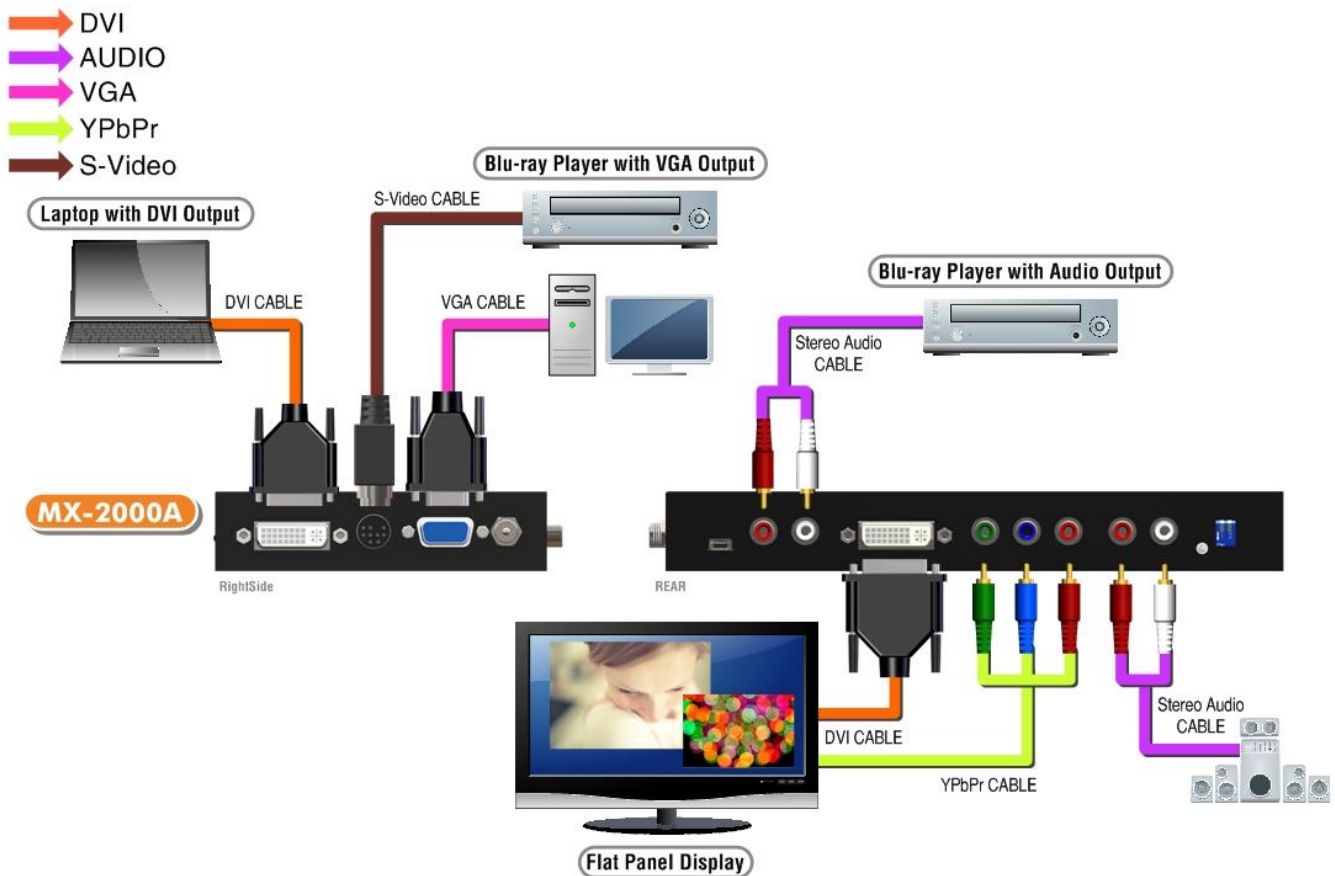 DVI
AUDIO
VGA
YPbPr
S-Video
Blu-ray Player with VGA Output
S-Video CABLE
Laptop with DVI Output
DVI CABLE
VGA CABLE
Blu-ray Player with Audio Output
Stereo Audio
CABLE
MX-2000A
RightSide
REAR
DVI CABLE
YPbPr CABLE
Stereo Audio
CABLE
Flat Panel Display